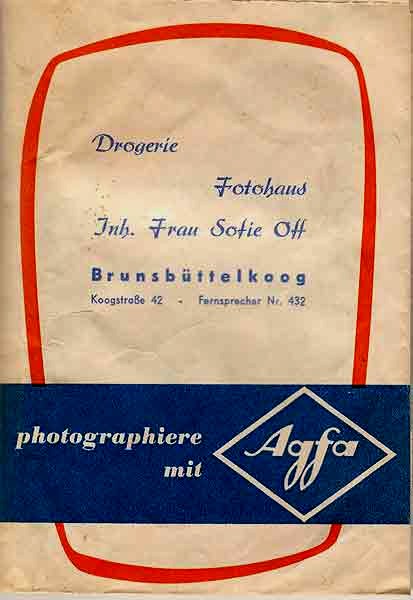 Drogerie
Fotohaus
Inh. Frau Sofie Off
Brunsbüttelkoog
Koogstraße 42 - Fernsprecher Nr. 432
photographiere
mit
Agfa